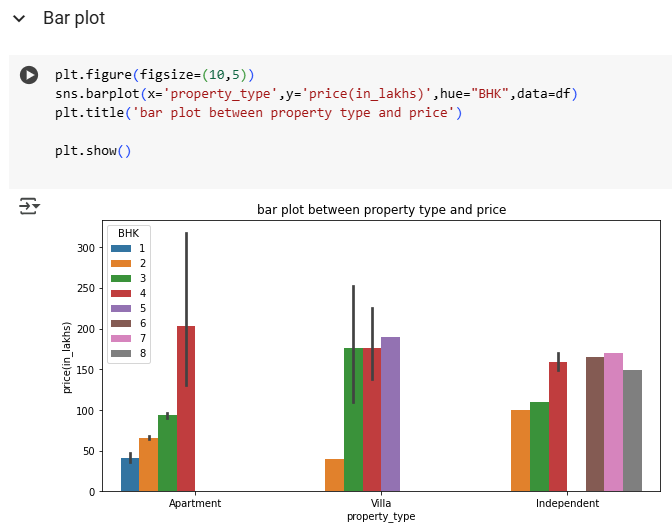 Bar plot
plt.figure(figsize=(10,5))
sns.barplot(x='property_type',y='price(in_lakhs)',hue="BHK",data=df)
plt.title('bar plot between property type and price')
plt.show()
bar plot between property type and price
BHK
1
2
3
4
5
6
7
8
300
250
200
150
100
50
0
price(in_lakhs)
Apartment Villa Independent
property_type